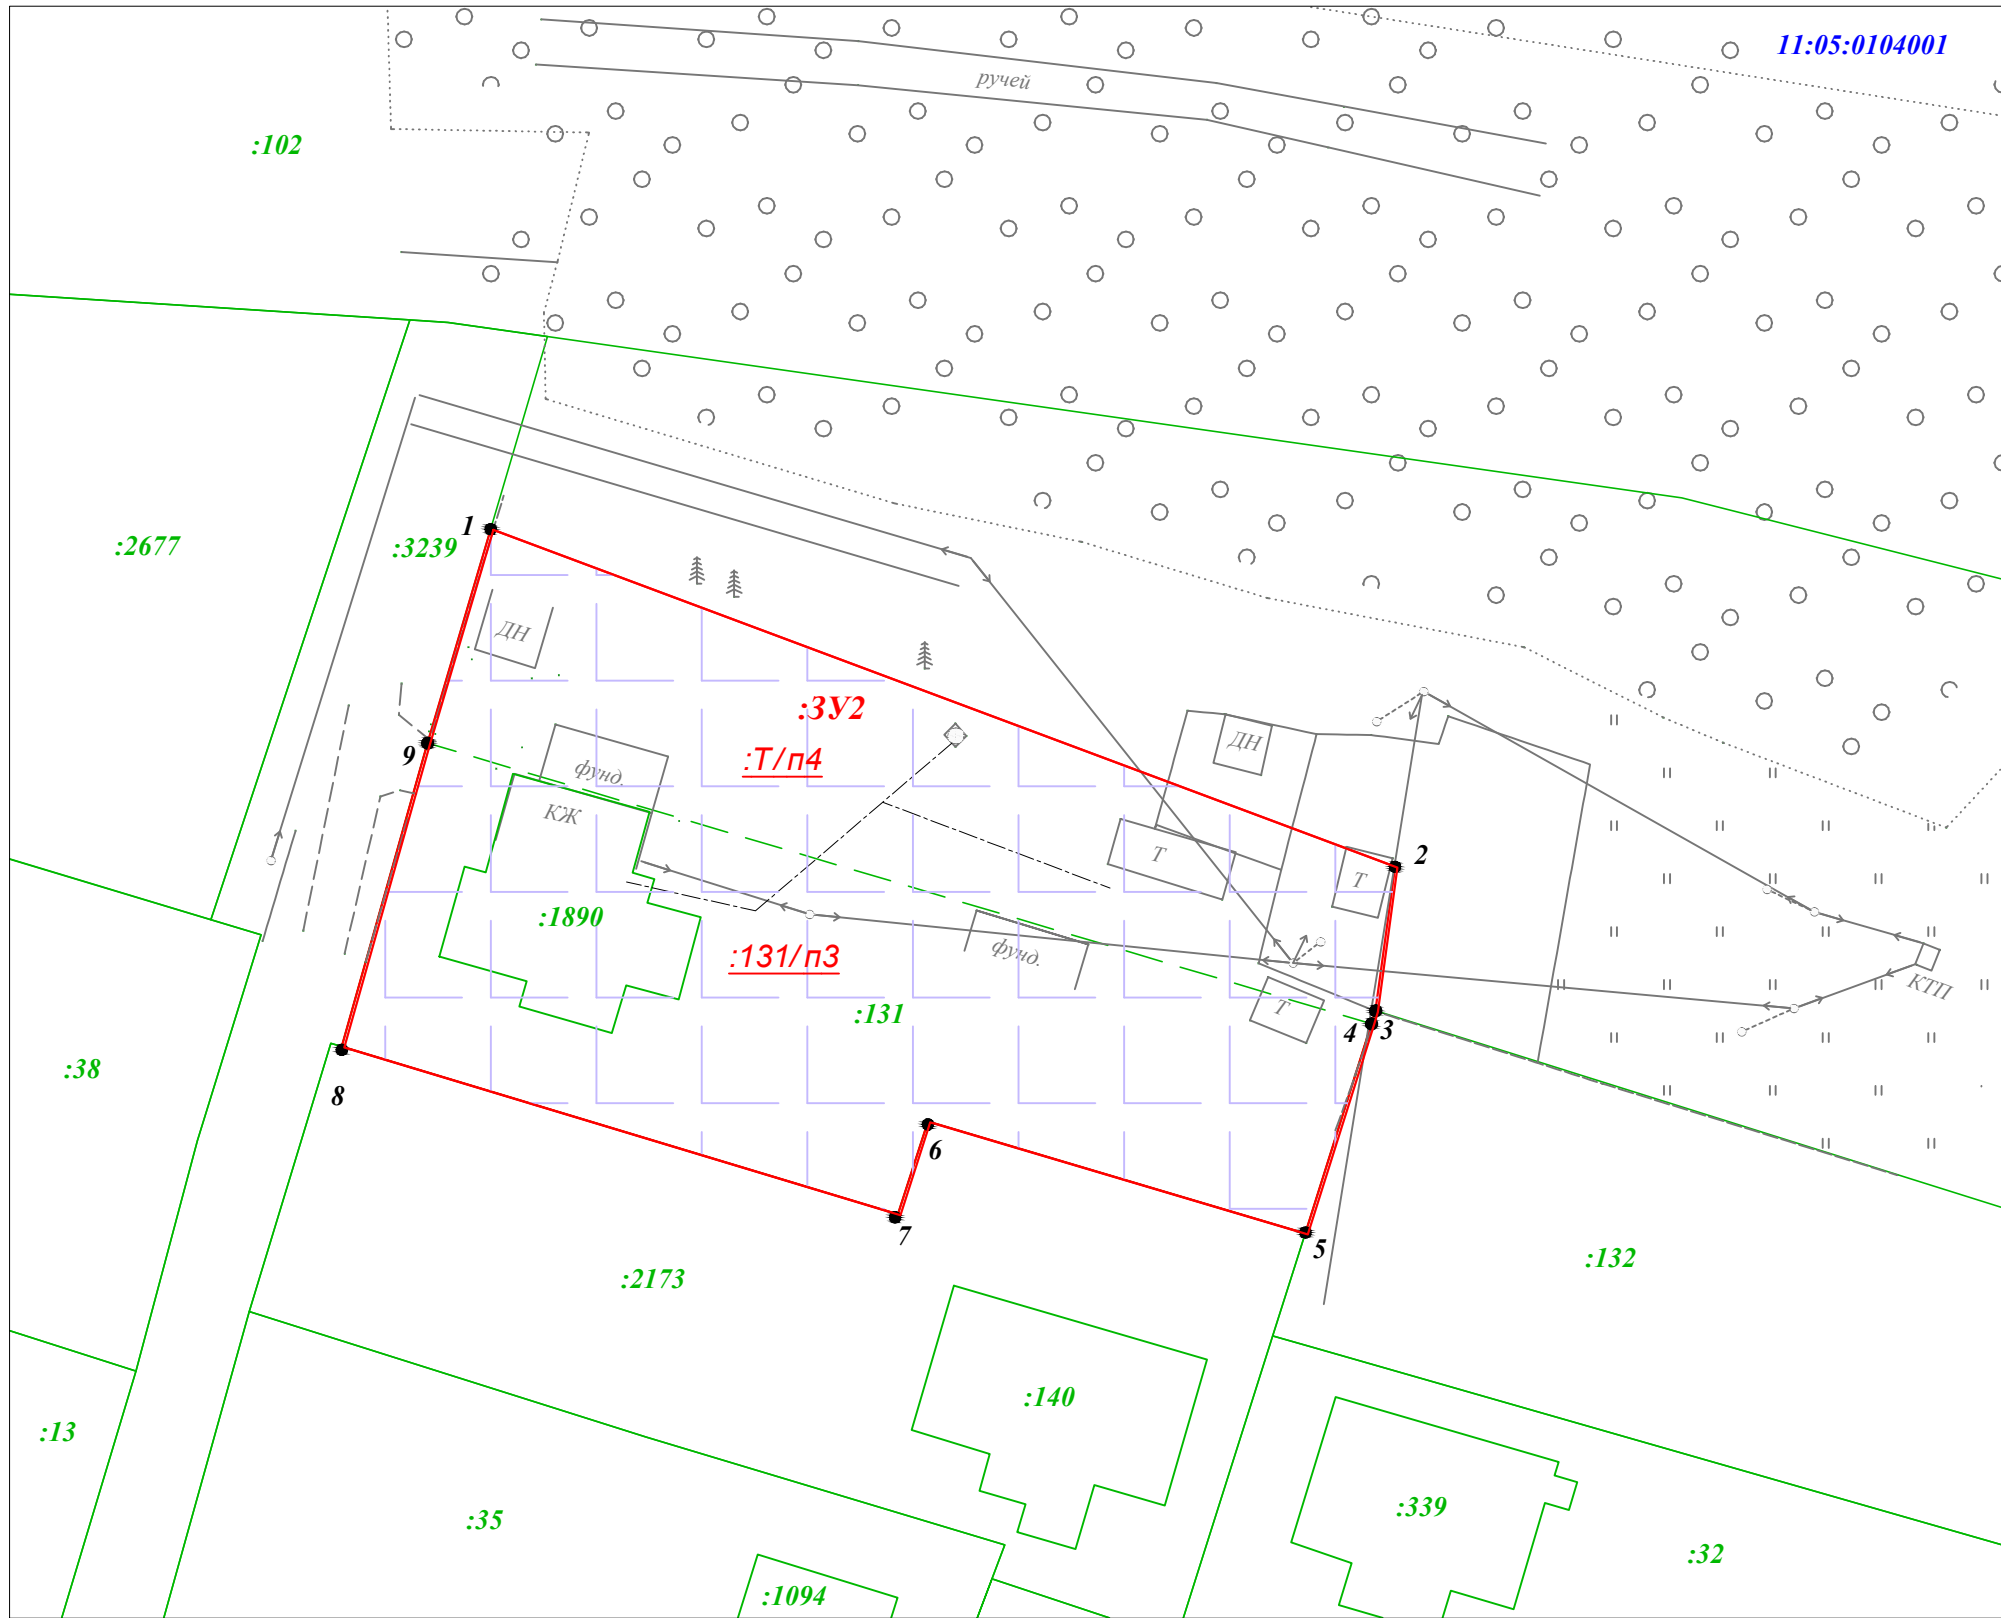 11:05:0104001
ручей
:102
1
:2677
:3239
ДН
:ЗУ2
ДН
9
:Т/п4
фунд.
КЖ
Т
2
Т
:1890
:131/п3
фунд.
КТП
Т
:131
4
3
:38
8
6
7
5
:132
:2173
:140
:13
:339
:35
:32
:1094